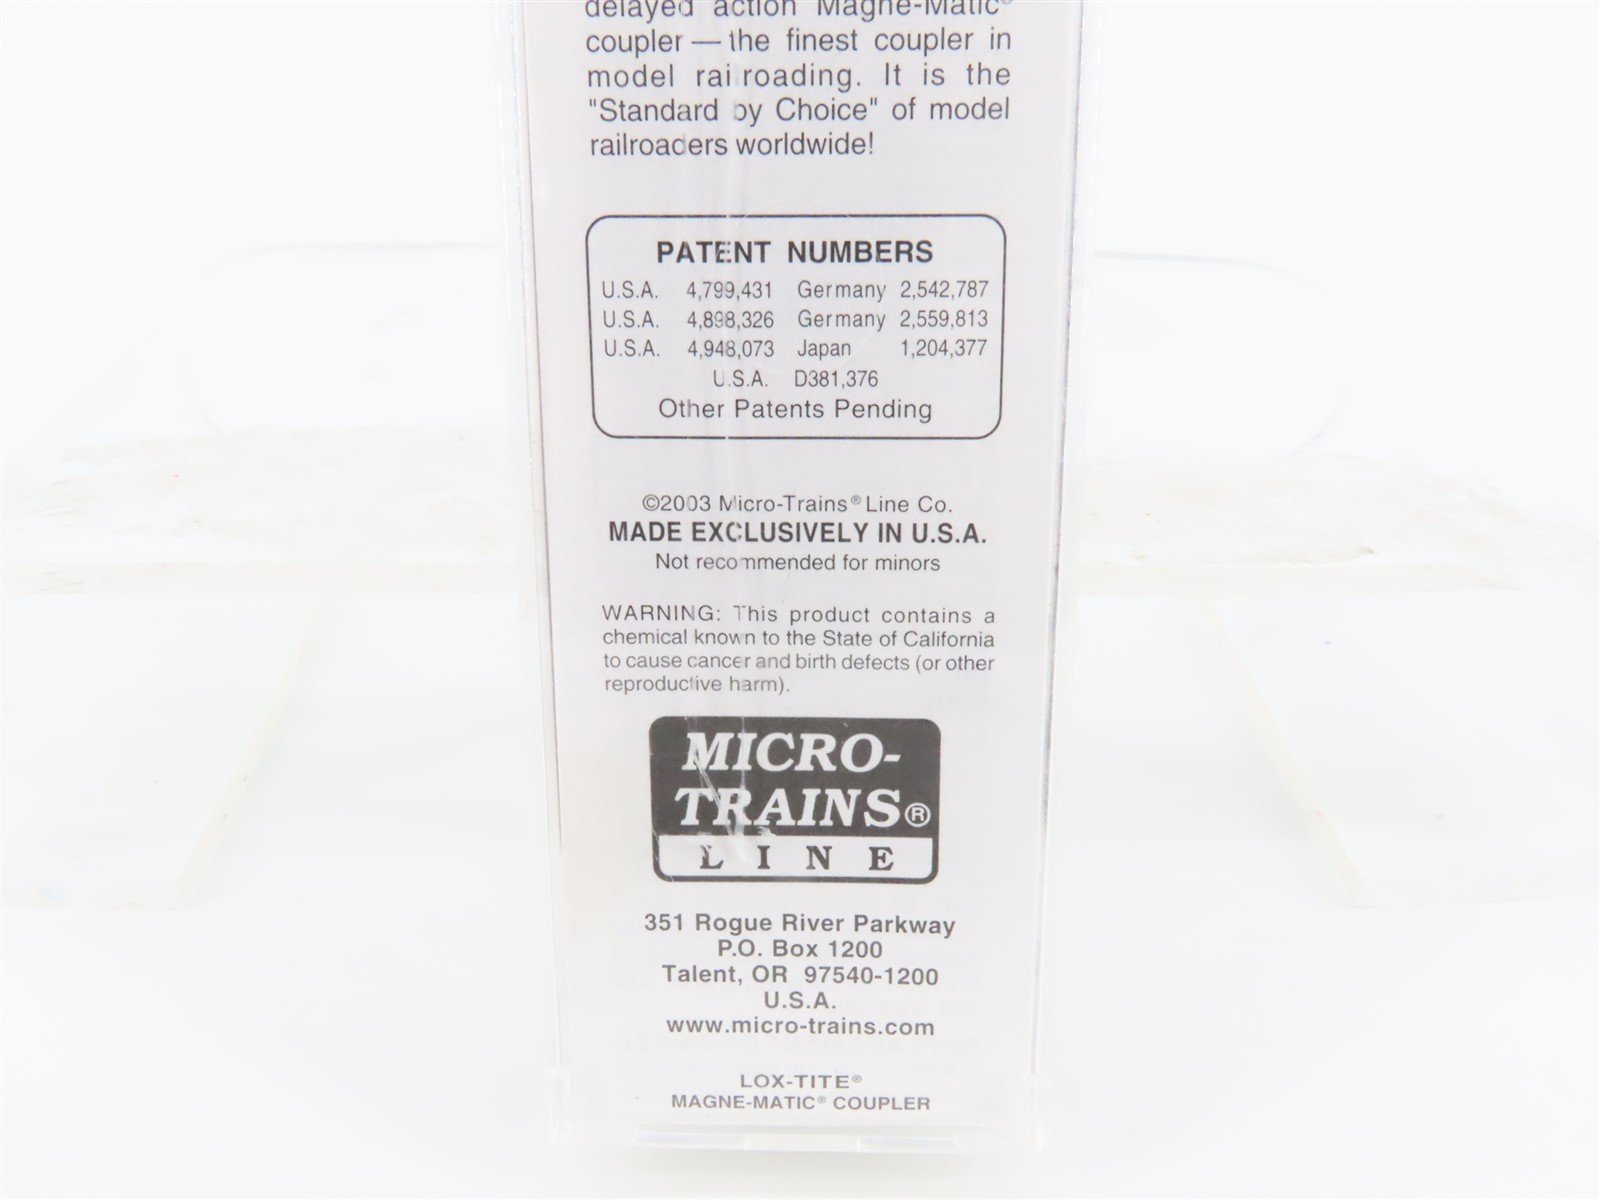 delayed action Magne-Matic®
coupler — the finest coupler in
model railroading. It is the
"Standard by Choice" of model
railroaders worldwide!
PATENT NUMBERS
U.S.A. 4,799,431 Germany 2,542,787
U.S.A. 4,898,326 Germany 2,559,813
U.S.A. 4,948,073 Japan 1,204,377
U.S.A. D381,376
Other Patents Pending
©2003 Micro-Trains® Line Co.
MADE EXCLUSIVELY IN U.S.A.
Not recommended for minors
WARNING: This product contains a
chemical known to the State of California
to cause cancer and birth defects (or other
reproductive harm).
MICRO-
TRAINS®
LINE
351 Rogue River Parkway
P.O. Box 1200
Talent, OR 97540-1200
U.S.A.
www.micro-trains.com
LOX-TITE®
MAGNE-MATIC® COUPLER